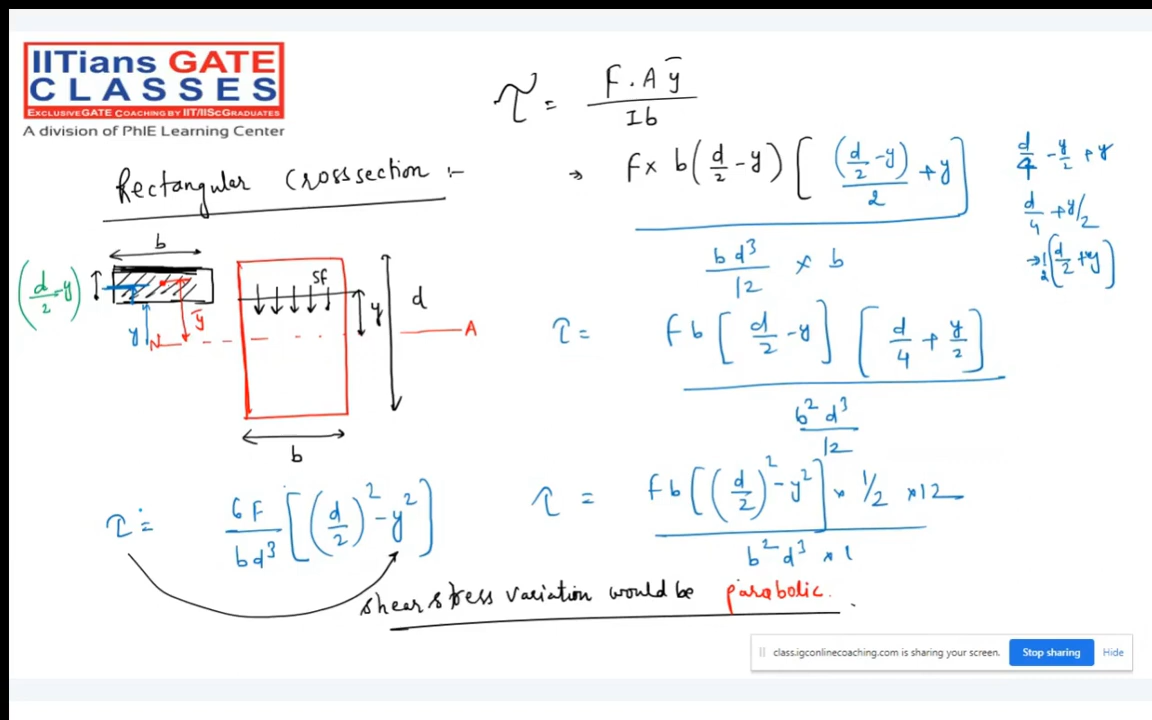 IITians GATE
CLASSES
EXCLUSIVE GATE COACHING BY IIT/IISc GRADUATES
A division of PhIE Learning Center
τ = F.A ȳ / Ib
Rectangular Crosssection :-
→ F× b(d/2 -y) [ (d/2 -y)/2 +y ] / bd³/12 × b
d/4 - y/2 + y
d/4 + y/2
→ 1/2 (d/2 + y)
b
(d/2 -y)
y
ȳ
N
SF
y
d
A
b
τ = Fb [ d/2 -y ] [ d/4 + y/2 ] / b²d³/12
τ = Fb [ (d/2)² - y² ] × 1/2 ×12 / b²d³ × 1
τ = 6F/bd³ [ (d/2)² - y² ]
shear stress variation would be parabolic.
class.igconlinecoaching.com is sharing your screen.
Stop sharing
Hide